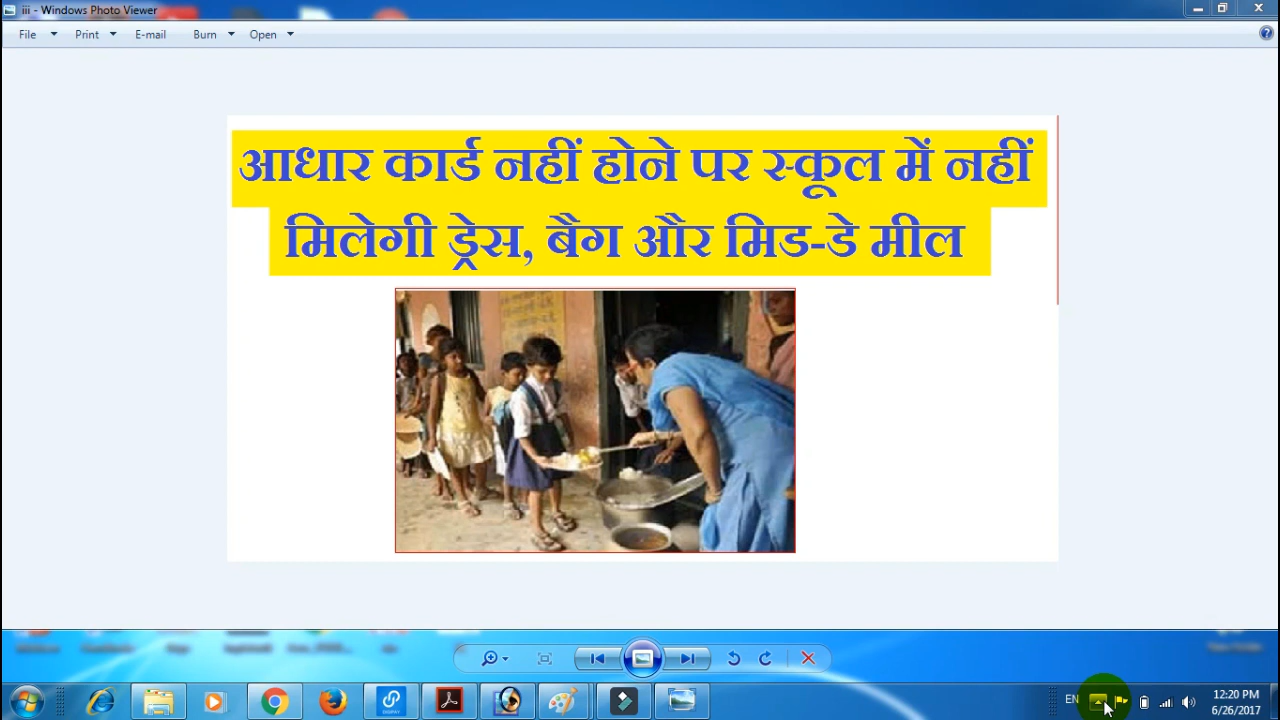 iii - Windows Photo Viewer
File Print E-mail Burn Open
आधार कार्ड नहीं होने पर स्कूल में नहीं
मिलेगी ड्रेस, बैग और मिड-डे मील
EN
12:20 PM
6/26/2017